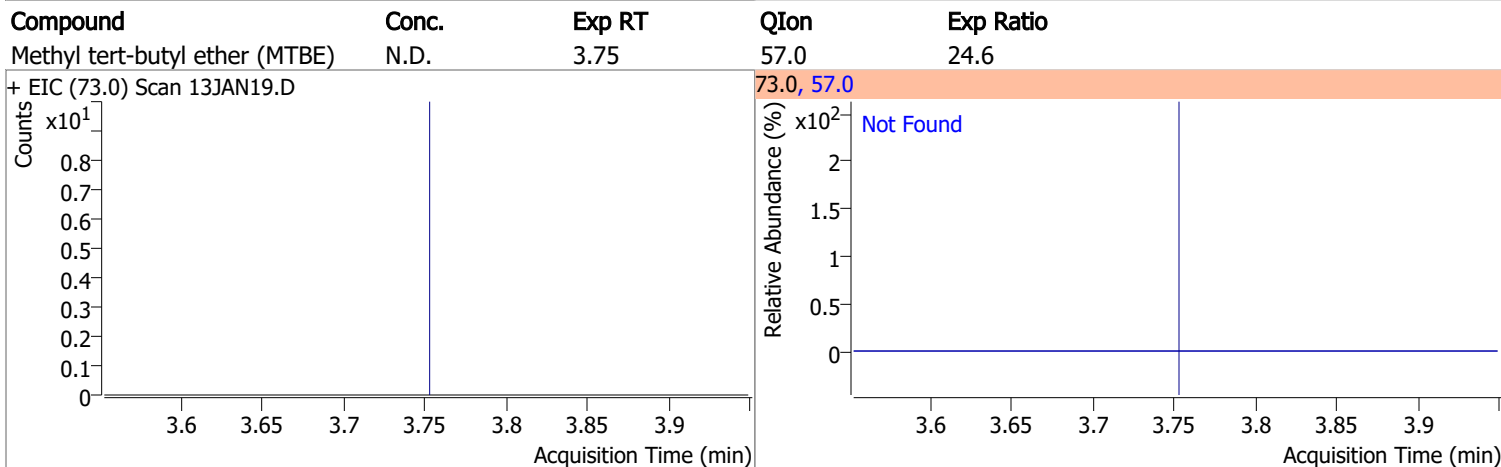 Compound Conc. Exp RT QIon Exp Ratio
Methyl tert-butyl ether (MTBE) N.D. 3.75 57.0 24.6
+ EIC (73.0) Scan 13JAN19.D
Counts
x10¹
0.8
0.7
0.6
0.5
0.4
0.3
0.2
0.1
0
3.6 3.65 3.7 3.75 3.8 3.85 3.9
Acquisition Time (min)
73.0, 57.0
Relative Abundance (%)
x10²
Not Found
2
1.5
1
0.5
0
3.6 3.65 3.7 3.75 3.8 3.85 3.9
Acquisition Time (min)